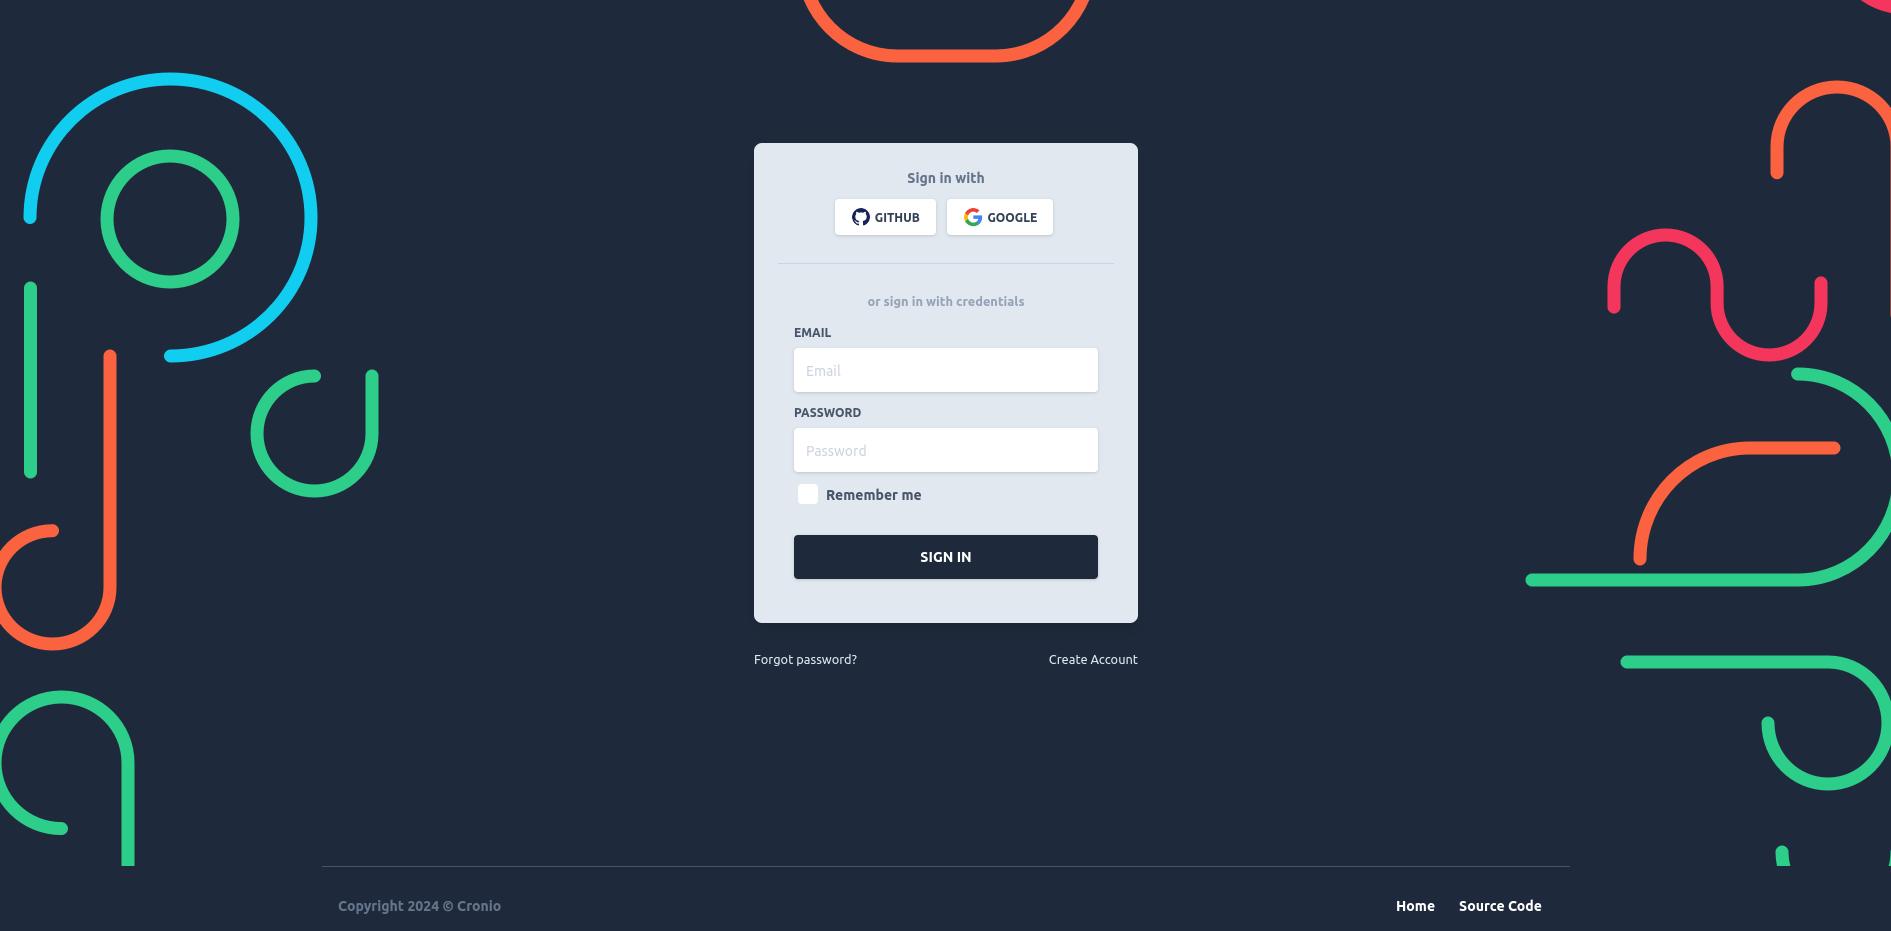 Sign in with
GITHUB
GOOGLE
or sign in with credentials
EMAIL
Email
PASSWORD
Password
Remember me
SIGN IN
Forgot password?
Create Account
Copyright 2024 © Cronio
Home
Source Code